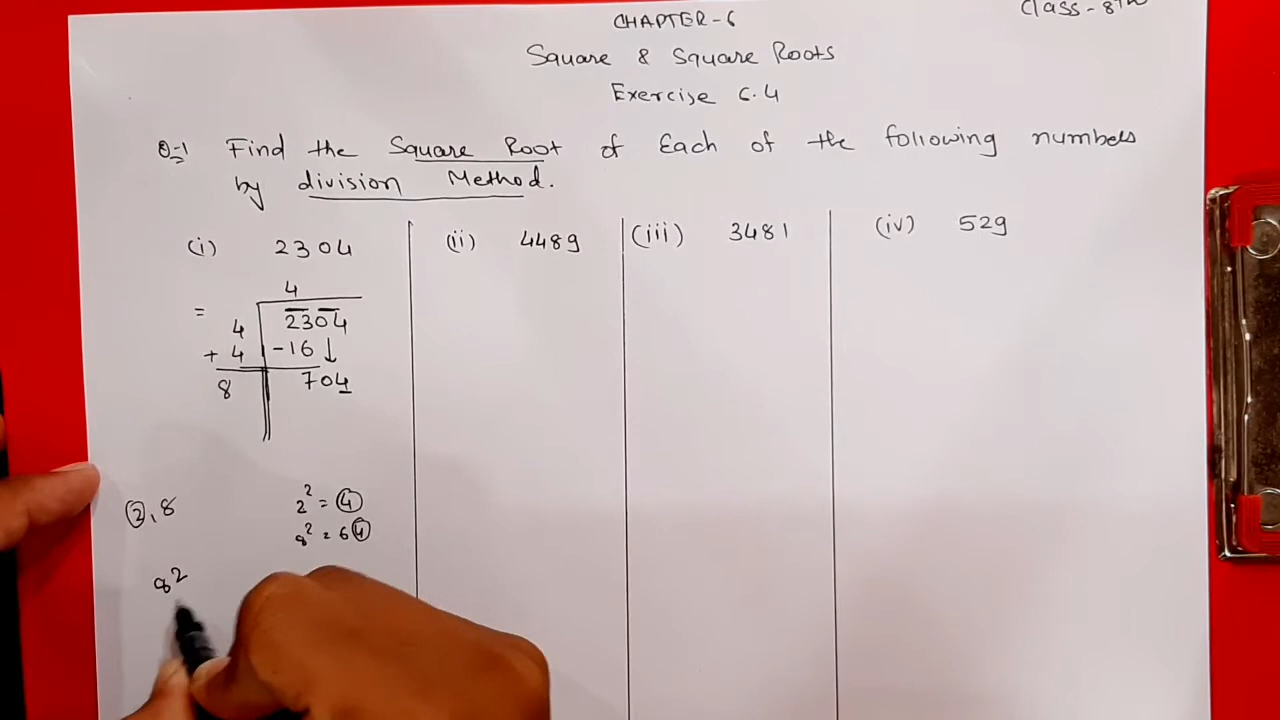 CHAPTER-6
Class-8th
Square & Square Roots
Exercise 6.4
Q-1 Find the Square Root of Each of the following numbers
by division Method.
(i) 2304
(ii) 4489
(iii) 3481
(iv) 529
4
= 4 2304
+ 4 -16 ↓
8 704
2, 8
2² = 4
8² = 64
82